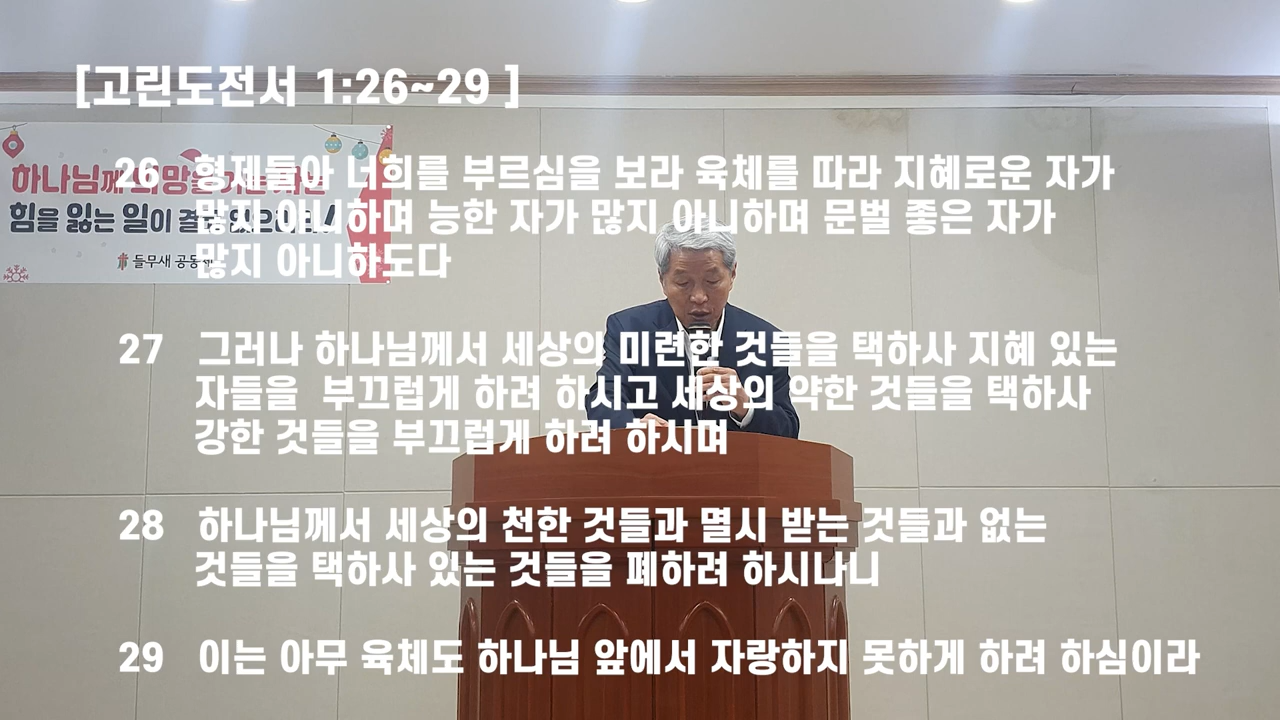 [고린도전서 1:26~29 ]
26 형제들아 너희를 부르심을 보라 육체를 따라 지혜로운 자가
많지 아니하며 능한 자가 많지 아니하며 문벌 좋은 자가
많지 아니하도다
27 그러나 하나님께서 세상의 미련한 것들을 택하사 지혜 있는
자들을 부끄럽게 하려 하시고 세상의 약한 것들을 택하사
강한 것들을 부끄럽게 하려 하시며
28 하나님께서 세상의 천한 것들과 멸시 받는 것들과 없는
것들을 택하사 있는 것들을 폐하려 하시나니
29 이는 아무 육체도 하나님 앞에서 자랑하지 못하게 하려 하심이라
하나님께
힘을 잃는 일이
들무새